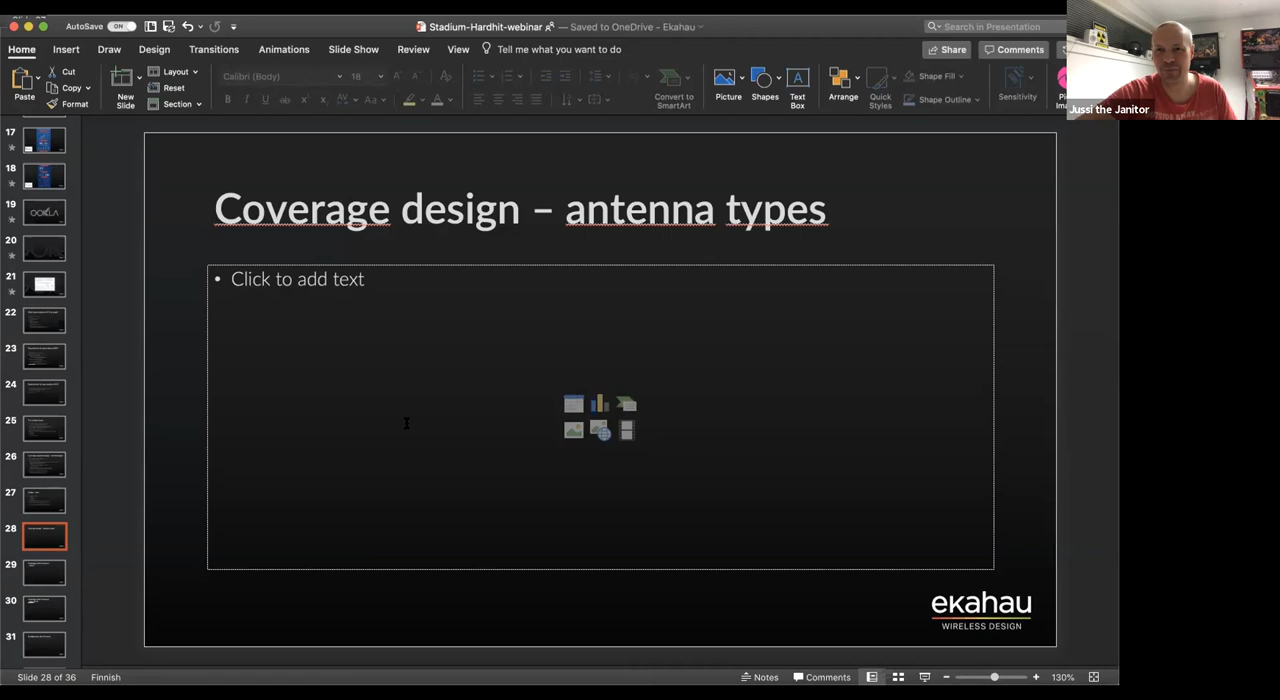 AutoSave ON
Stadium-Hardhit-webinar — Saved to OneDrive - Ekahau
Search in Presentation
Home Insert Draw Design Transitions Animations Slide Show Review View Tell me what you want to do
Share Comments
Paste Cut Copy Format
New Slide Layout Reset Section
Calibri (Body) 18
Convert to SmartArt
Picture Shapes Text Box Arrange Quick Styles
Shape Fill
Shape Outline
Sensitivity
Jussi the Janitor
17
18
19
OOKLA
20
21
22
23
24
25
26
27
28
29
30
31
Coverage design – antenna types
• Click to add text
ekahau
WIRELESS DESIGN
Slide 28 of 36 Finnish
Notes Comments 130%